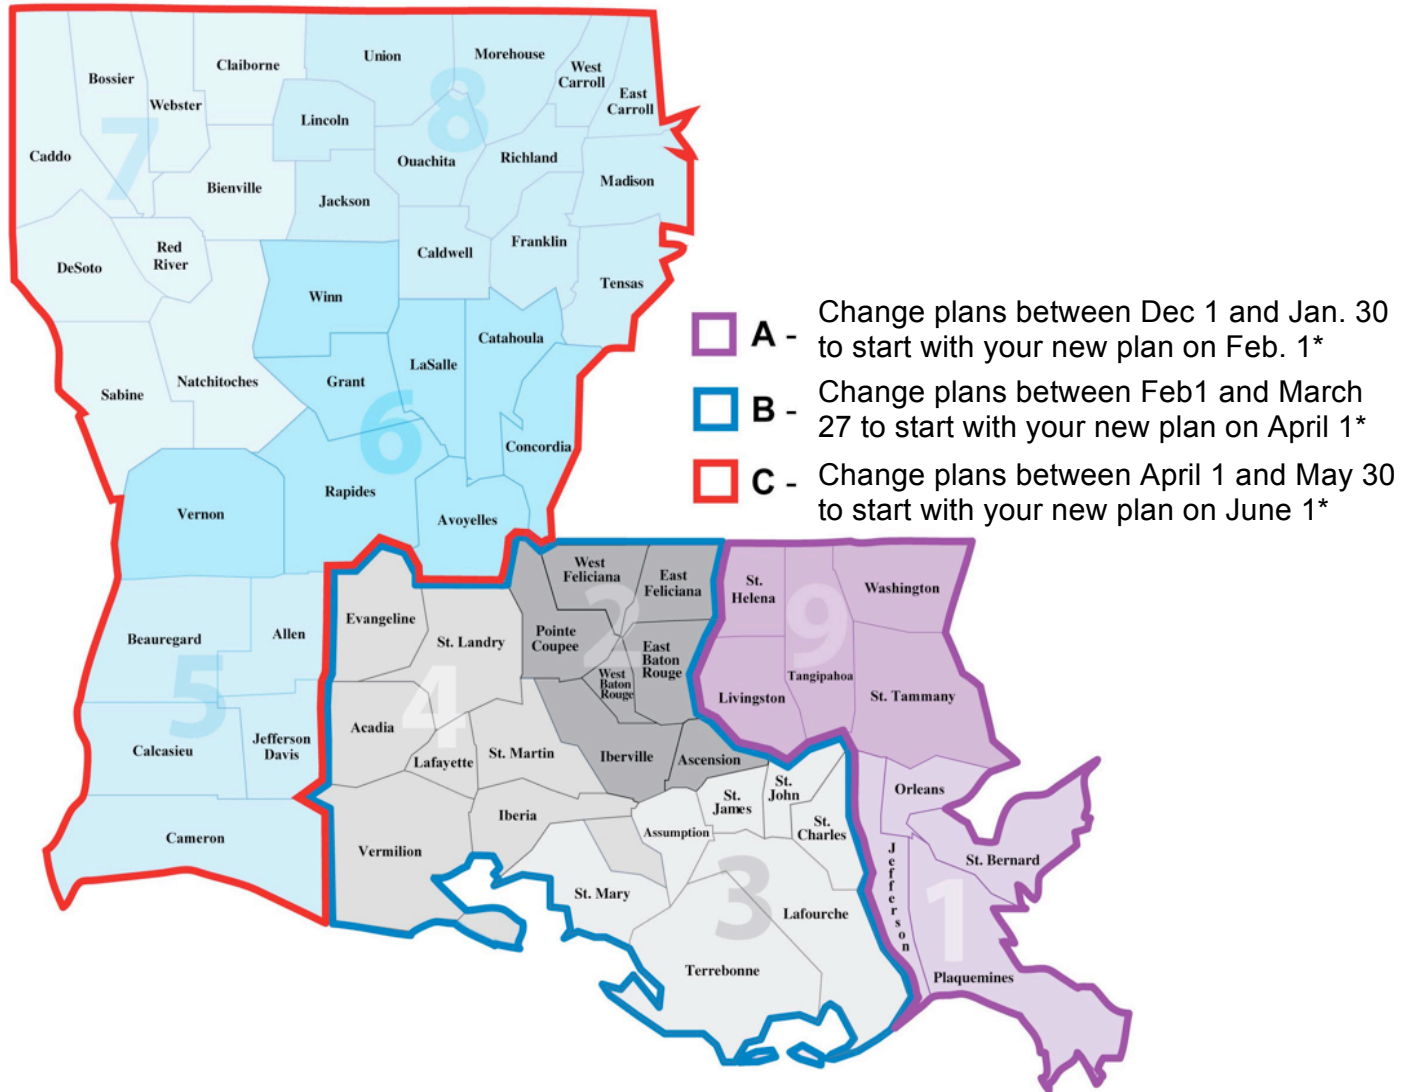 Union
Morehouse
Claiborne
West
Carroll
Bossier
8
East
Carroll
Webster
Lincoln
7
Caddo
Ouachita
Richland
Madison
Bienville
Jackson
Red
River
Franklin
Caldwell
DeSoto
Tensas
Winn
A - Change plans between Dec 1 and Jan. 30
to start with your new plan on Feb. 1*
Catahoula
LaSalle
Grant
Natchitoches
Sabine
B - Change plans between Feb1 and March
27 to start with your new plan on April 1*
6
Concordia
C - Change plans between April 1 and May 30
to start with your new plan on June 1*
Rapides
Vernon
Avoyelles
West
Feliciana
East
Feliciana
St.
Helena
Washington
Evangeline
2
9
Beauregard
Allen
St. Landry
Pointe
Coupee
East
Baton
Rouge
West
Baton
Rouge
Tangipahoa
5
4
Livingston
St. Tammany
Acadia
Calcasieu
Jefferson
Davis
Lafayette
St. Martin
Iberville
Ascension
St.
John
Orleans
St.
James
Iberia
St.
Charles
Assumption
Cameron
Vermilion
Jefferson
St. Bernard
St. Mary
3
1
Lafourche
Terrebonne
Plaquemines